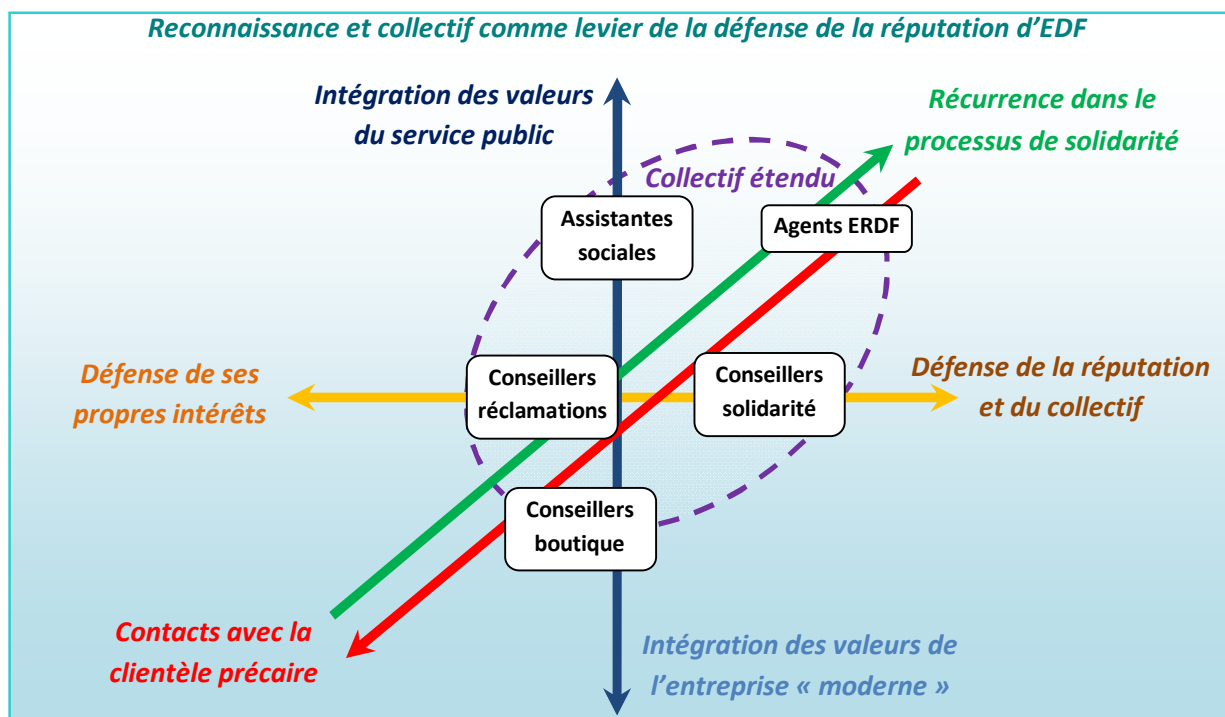 Reconnaissance et collectif comme levier de la défense de la réputation d’EDF
Intégration des valeurs
du service public
Récurrence dans le
processus de solidarité
Collectif étendu
Assistantes
sociales
Agents ERDF
Défense de ses
propres intérêts
Conseillers
réclamations
Conseillers
solidarité
Défense de la réputation
et du collectif
Conseillers
boutique
Contacts avec la
clientèle précaire
Intégration des valeurs de
l’entreprise « moderne »